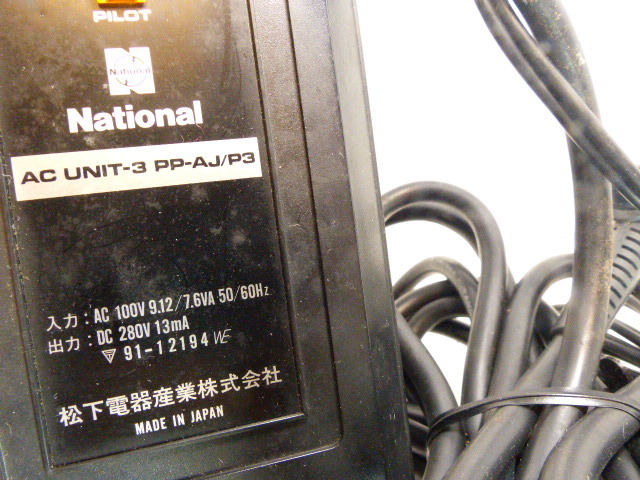 PILOT
National
National
AC UNIT-3 PP-AJ/P3
入力：AC 100V 9.12/7.6VA 50/60Hz
出力：DC 280V 13mA
91-12194 WE
松下電器産業株式会社
MADE IN JAPAN